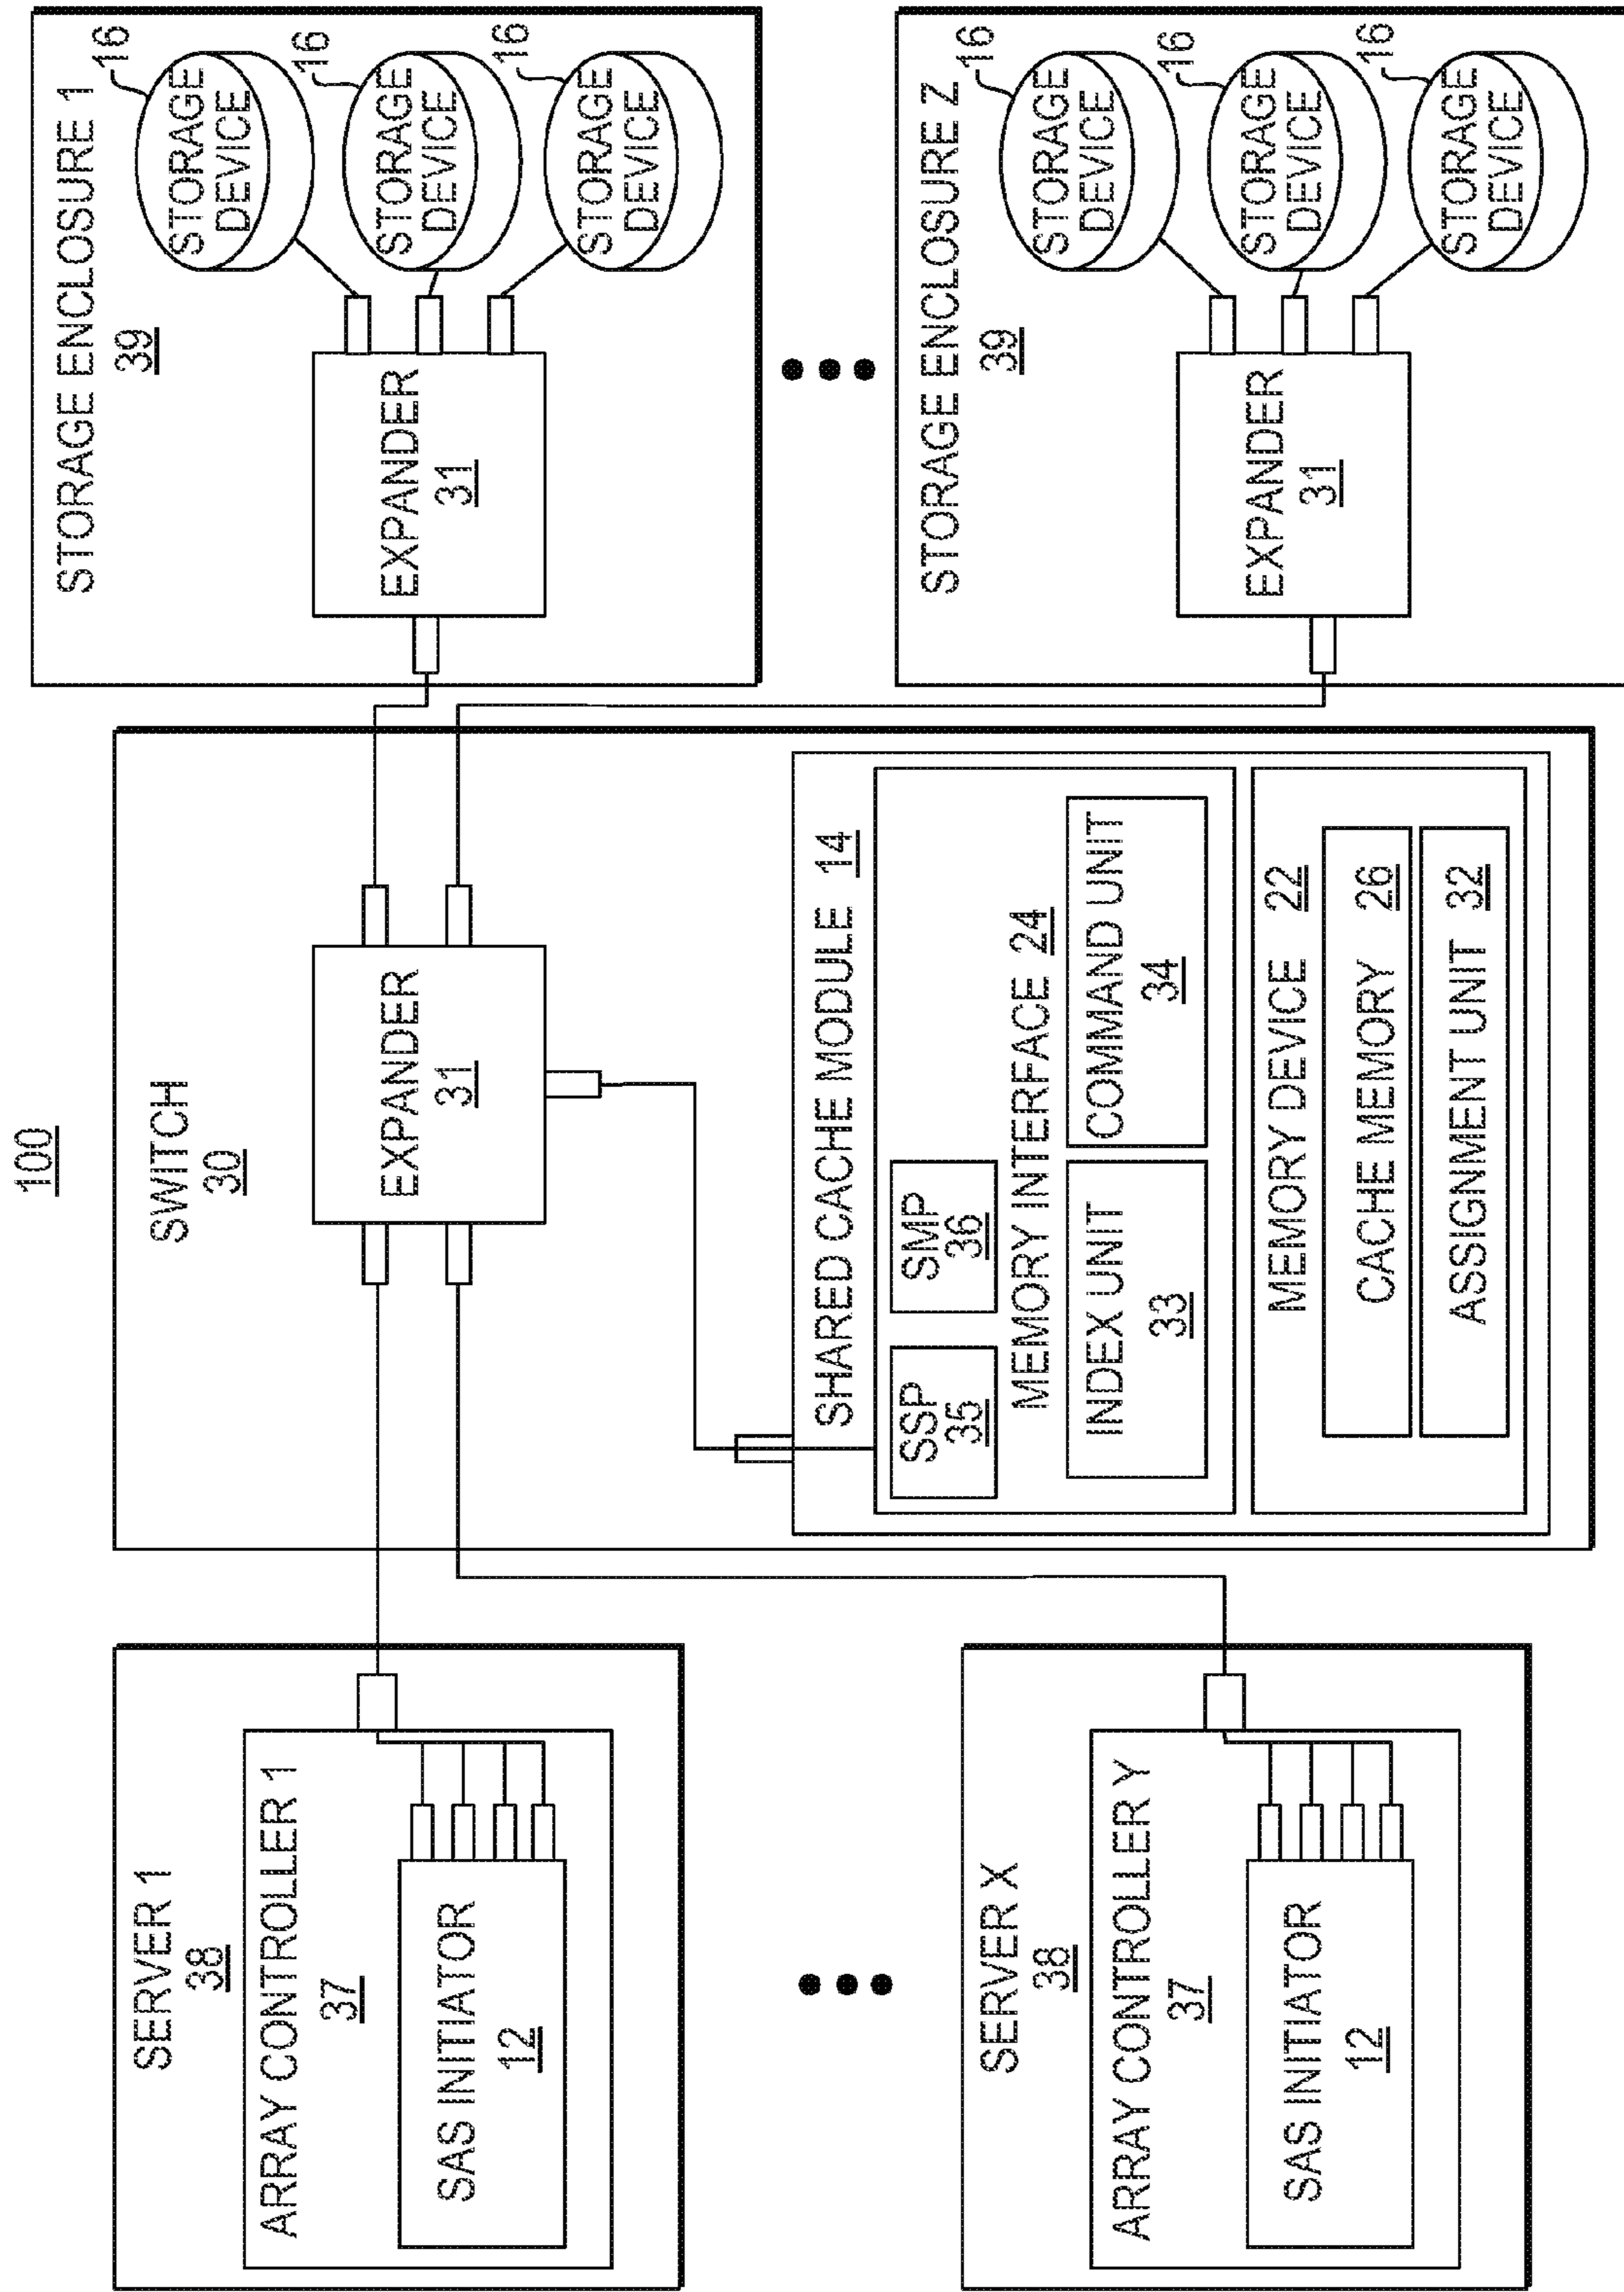 100
SERVER 1
38
ARRAY CONTROLLER 1
37
SAS INITIATOR
12
SERVER X
38
ARRAY CONTROLLER Y
37
SAS INITIATOR
12
SWITCH
30
EXPANDER
31
SHARED CACHE MODULE 14
SSP
35
SMP
36
MEMORY INTERFACE 24
INDEX UNIT
33
COMMAND UNIT
34
MEMORY DEVICE 22
CACHE MEMORY 26
ASSIGNMENT UNIT 32
STORAGE ENCLOSURE 1
39
EXPANDER
31
16
STORAGE
DEVICE
16
STORAGE
DEVICE
16
STORAGE
DEVICE
STORAGE ENCLOSURE Z
39
EXPANDER
31
16
STORAGE
DEVICE
16
STORAGE
DEVICE
16
STORAGE
DEVICE